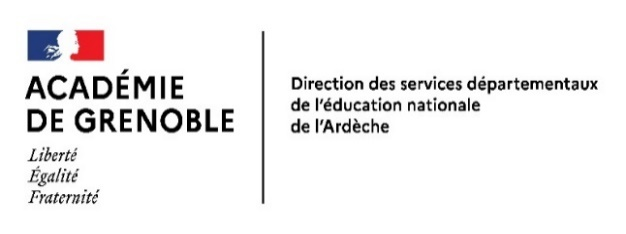 ACADÉMIE
DE GRENOBLE
Liberté
Égalité
Fraternité
Direction des services départementaux
de l'éducation nationale
de l'Ardèche